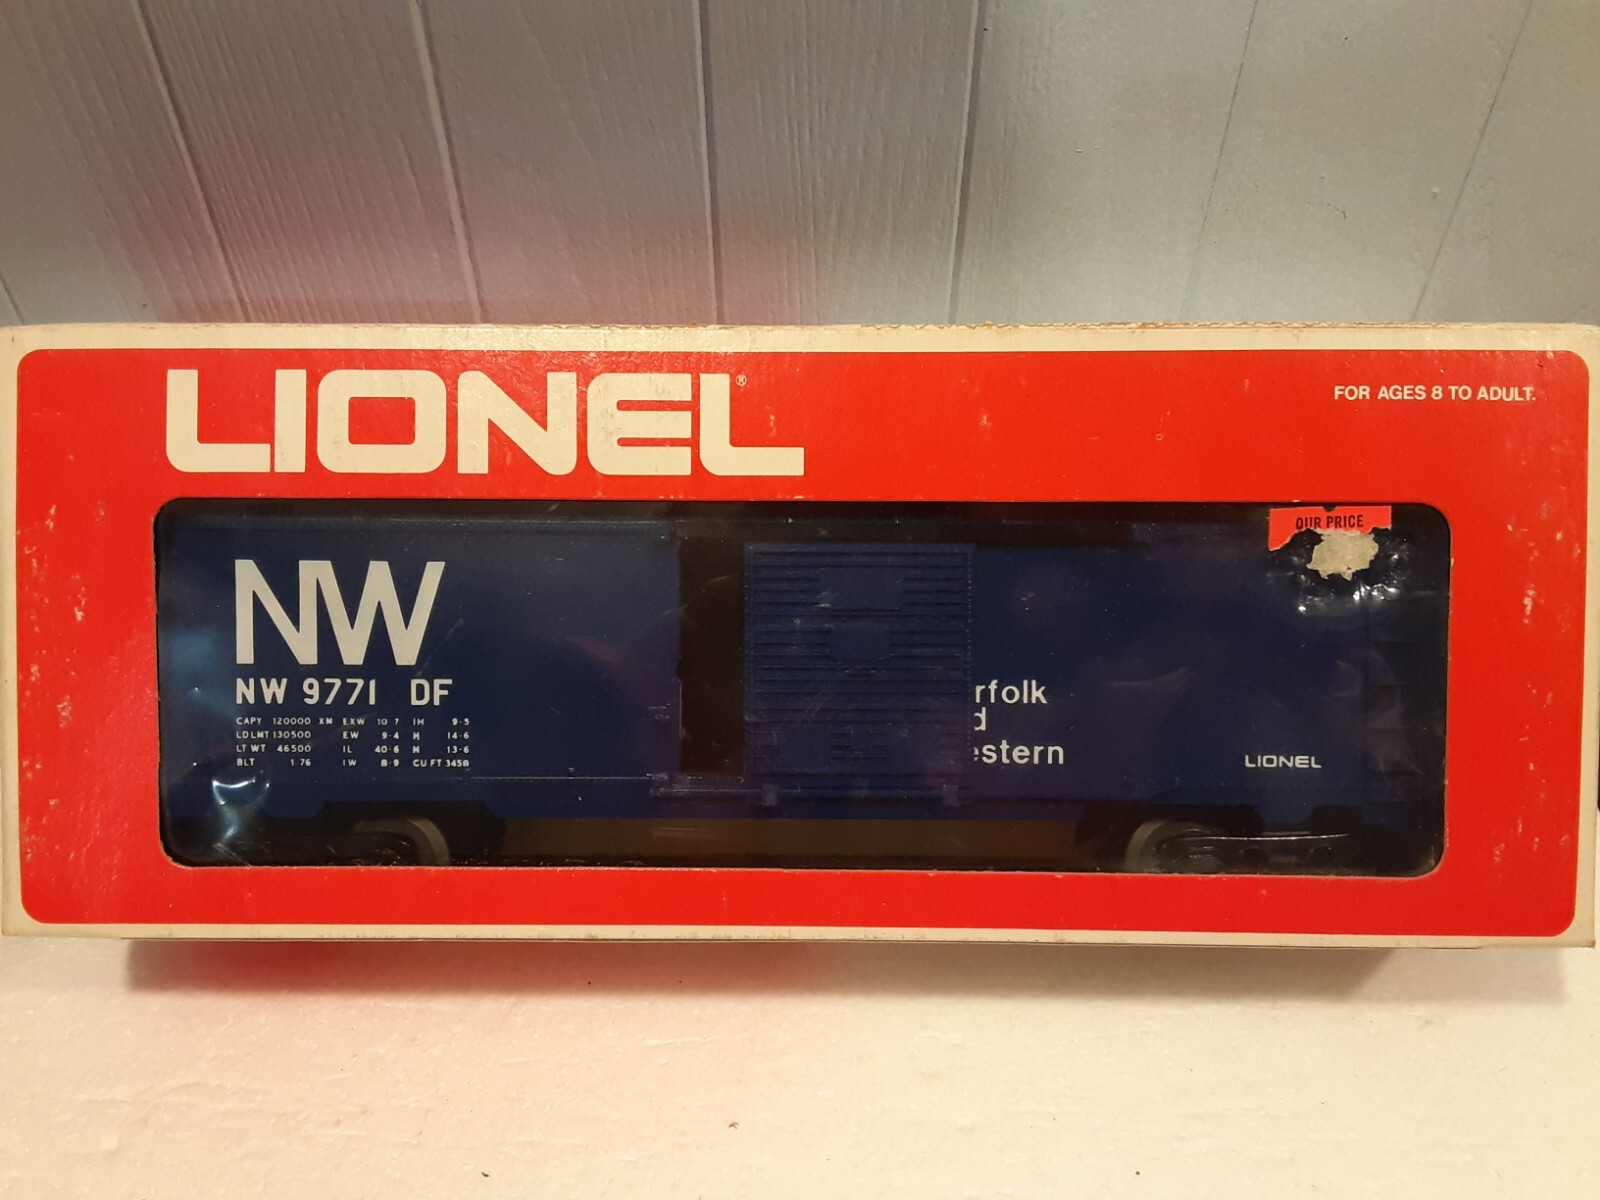 LIONEL®
FOR AGES 8 TO ADULT.
OUR PRICE
NW
NW 9771 DF
CAPY 120000 XM EXW 10 7 IH 9-5
LD LMT 130500 EW 9-4 H 14-6
LT WT 46500 IL 40-6 H 13-6
BLT 1 76 IW 8-9 CU FT 3458
rfolk
d
estern
LIONEL